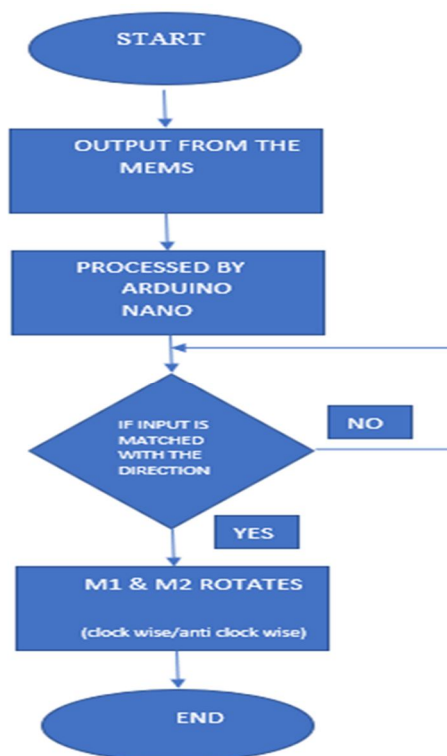 START
OUTPUT FROM THE
MEMS
PROCESSED BY
ARDUINO
NANO
IF INPUT IS
MATCHED
WITH THE
DIRECTION
NO
YES
M1 & M2 ROTATES
(clock wise/anti clock wise)
END